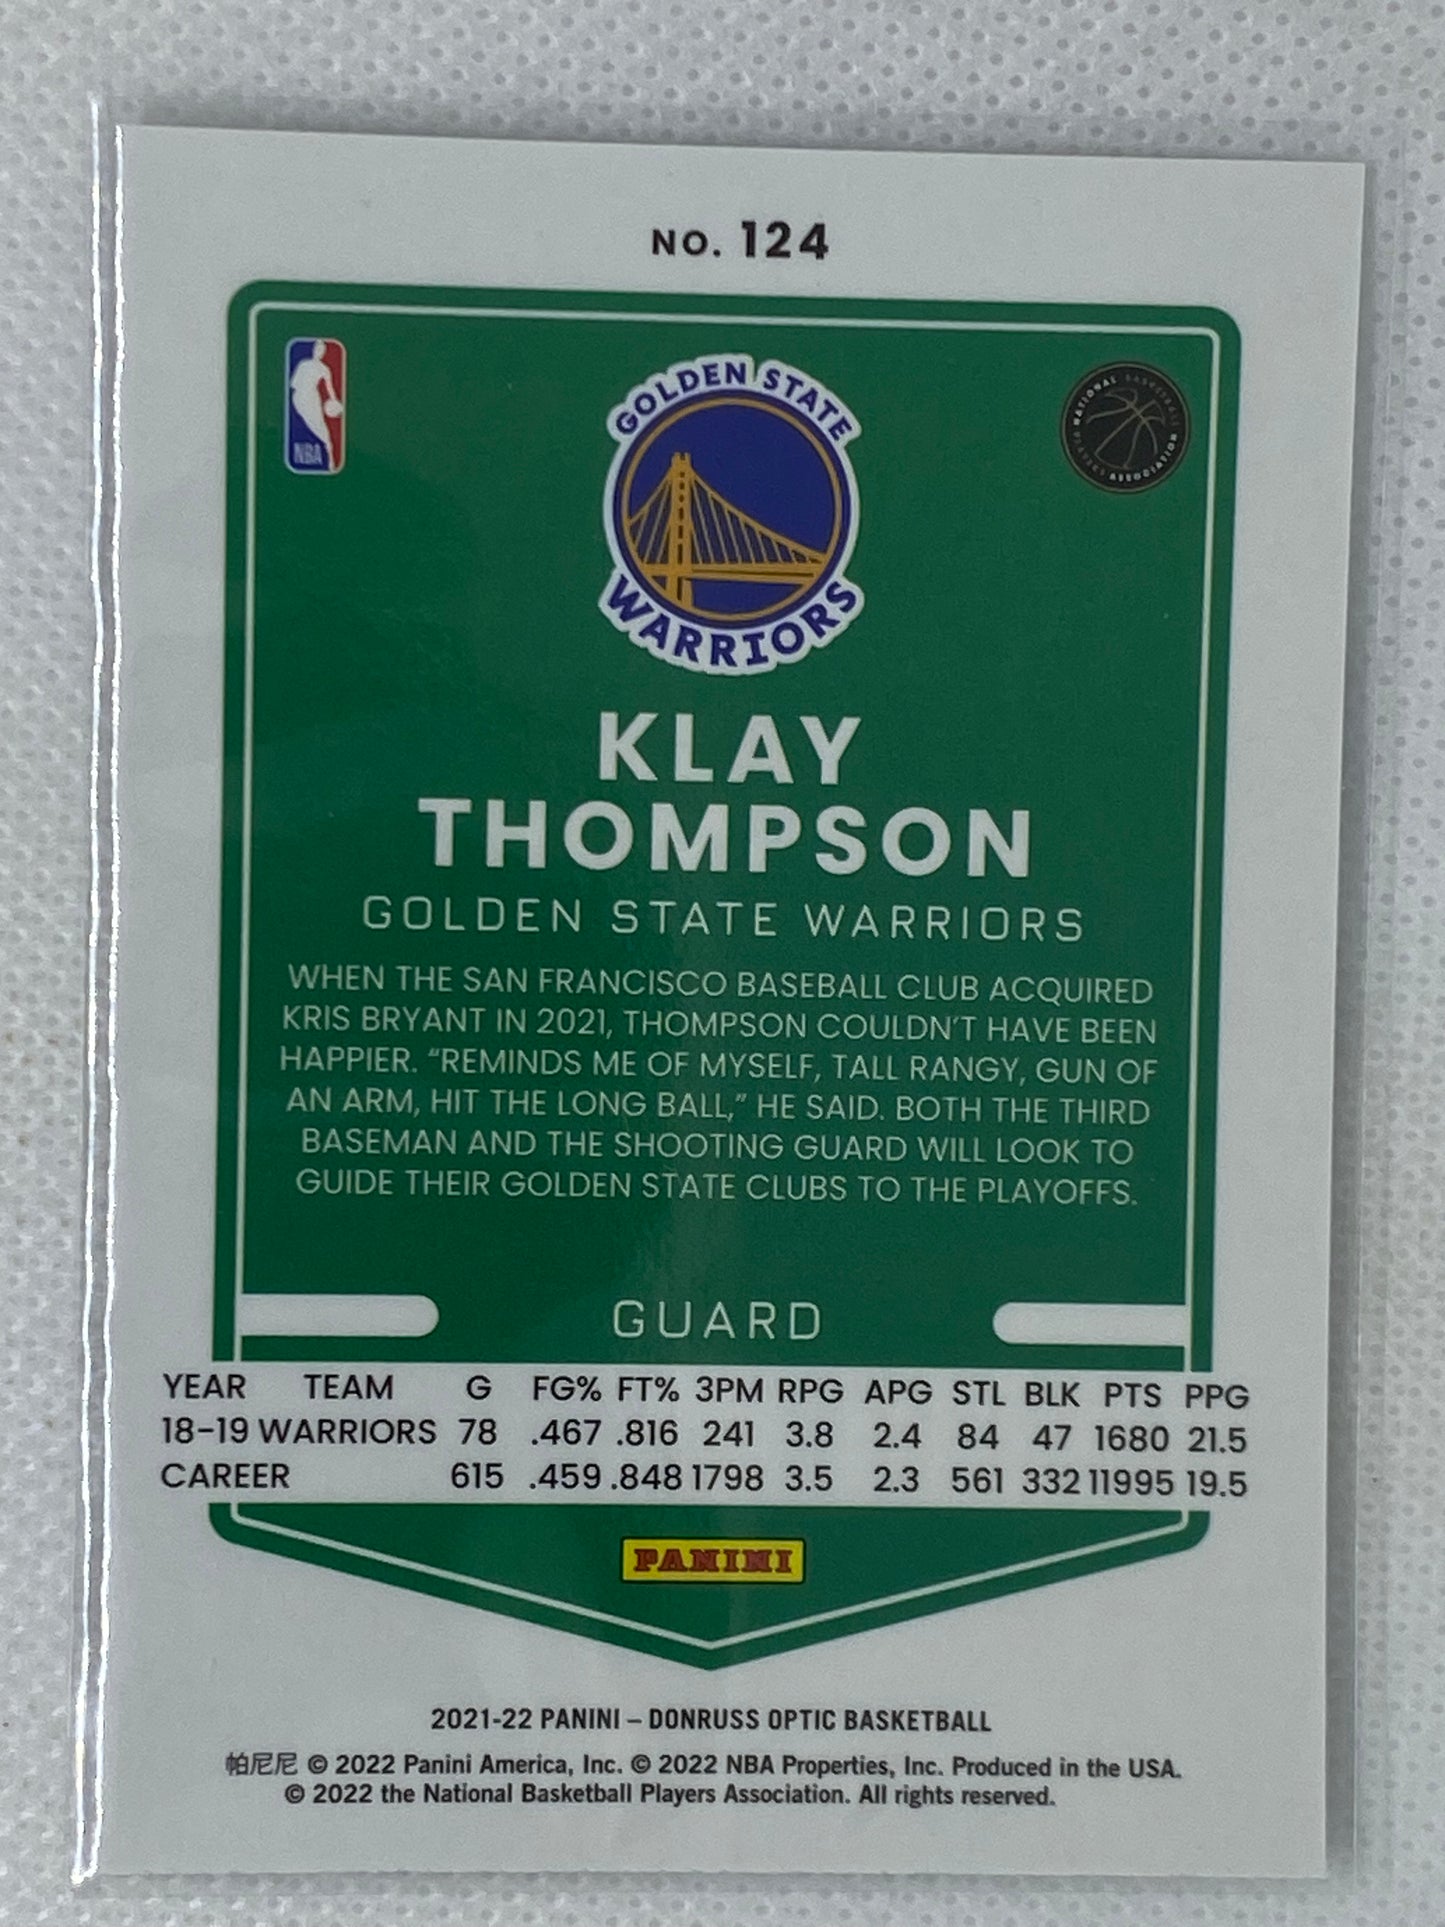 NO. 124
NBA
GOLDEN STATE
WARRIORS
NATIONAL BASKETBALL
PLAYERS ASSOCIATION
KLAY
THOMPSON
GOLDEN STATE WARRIORS
WHEN THE SAN FRANCISCO BASEBALL CLUB ACQUIRED
KRIS BRYANT IN 2021, THOMPSON COULDN'T HAVE BEEN
HAPPIER. “REMINDS ME OF MYSELF, TALL RANGY, GUN OF
AN ARM, HIT THE LONG BALL,” HE SAID. BOTH THE THIRD
BASEMAN AND THE SHOOTING GUARD WILL LOOK TO
GUIDE THEIR GOLDEN STATE CLUBS TO THE PLAYOFFS.
GUARD
YEAR TEAM G FG% FT% 3PM RPG APG STL BLK PTS PPG
18-19 WARRIORS 78 .467 .816 241 3.8 2.4 84 47 1680 21.5
CAREER 615 .459 .848 1798 3.5 2.3 561 332 11995 19.5
PANINI
2021-22 PANINI – DONRUSS OPTIC BASKETBALL
帕尼尼 © 2022 Panini America, Inc. © 2022 NBA Properties, Inc. Produced in the USA.
© 2022 the National Basketball Players Association. All rights reserved.